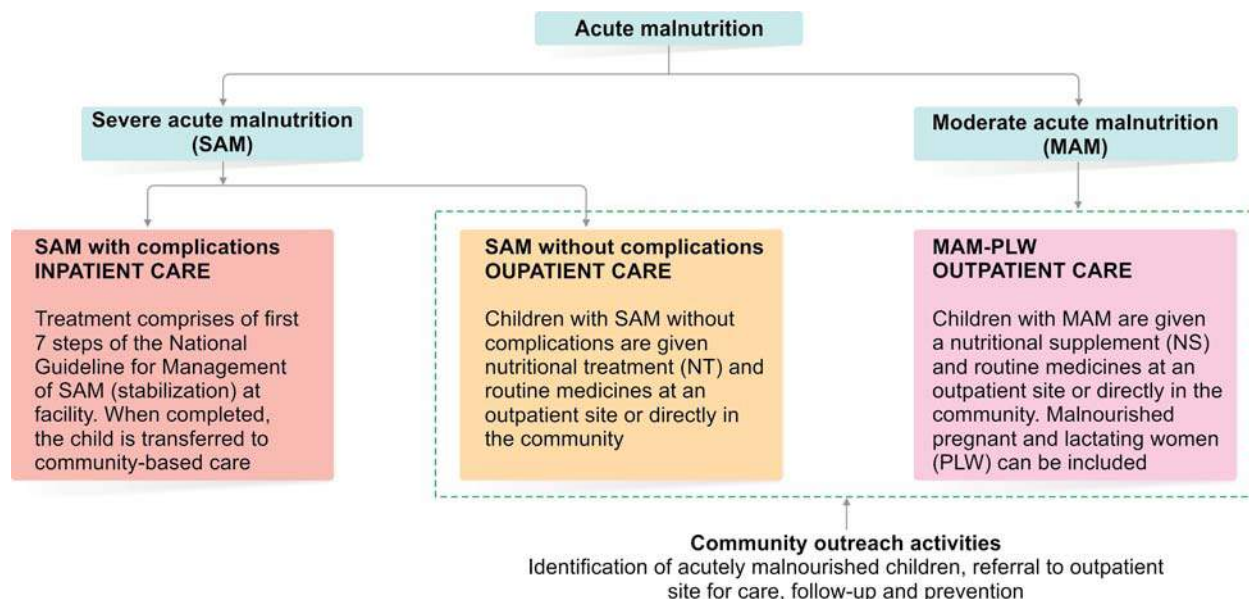 Acute malnutrition
Severe acute malnutrition
(SAM)
Moderate acute malnutrition
(MAM)
SAM with complications
INPATIENT CARE
Treatment comprises of first
7 steps of the National
Guideline for Management
of SAM (stabilization) at
facility. When completed,
the child is transferred to
community-based care
SAM without complications
OUPATIENT CARE
Children with SAM without
complications are given
nutritional treatment (NT) and
routine medicines at an
outpatient site or directly in
the community
MAM-PLW
OUTPATIENT CARE
Children with MAM are given
a nutritional supplement (NS)
and routine medicines at an
outpatient site or directly in the
community. Malnourished
pregnant and lactating women
(PLW) can be included
Community outreach activities
Identification of acutely malnourished children, referral to outpatient
site for care, follow-up and prevention